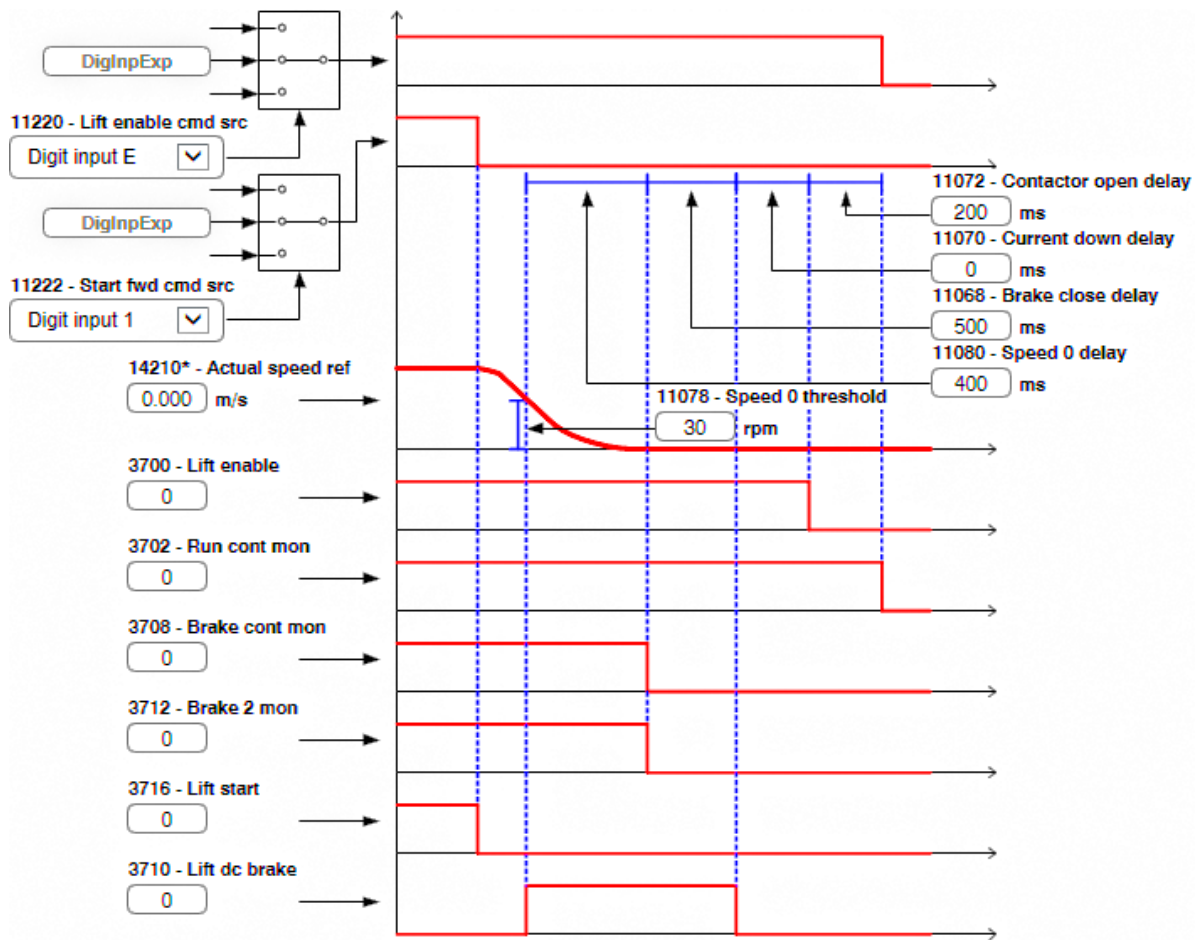 DigInpExp
11220 - Lift enable cmd src
Digit input E
DigInpExp
11222 - Start fwd cmd src
Digit input 1
11072 - Contactor open delay
200 ms
11070 - Current down delay
0 ms
11068 - Brake close delay
500 ms
11080 - Speed 0 delay
400 ms
14210* - Actual speed ref
0.000 m/s
11078 - Speed 0 threshold
30 rpm
3700 - Lift enable
0
3702 - Run cont mon
0
3708 - Brake cont mon
0
3712 - Brake 2 mon
0
3716 - Lift start
0
3710 - Lift dc brake
0